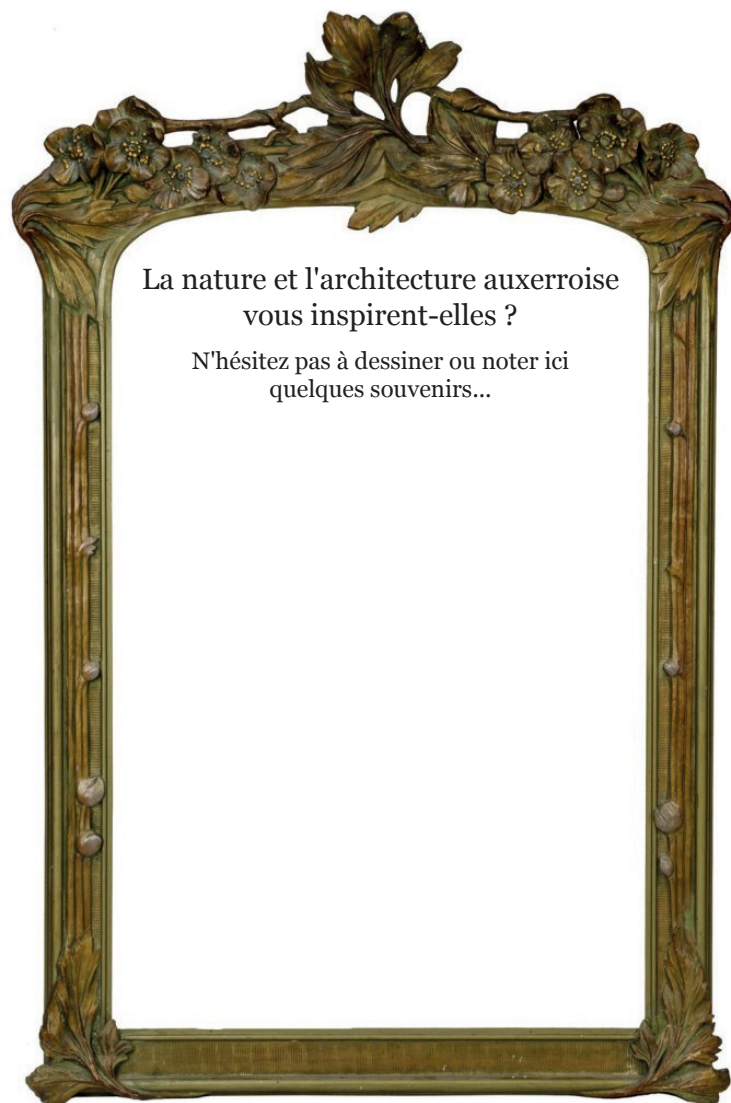 La nature et l'architecture auxerroise
vous inspirent-elles ?
N'hésitez pas à dessiner ou noter ici
quelques souvenirs...